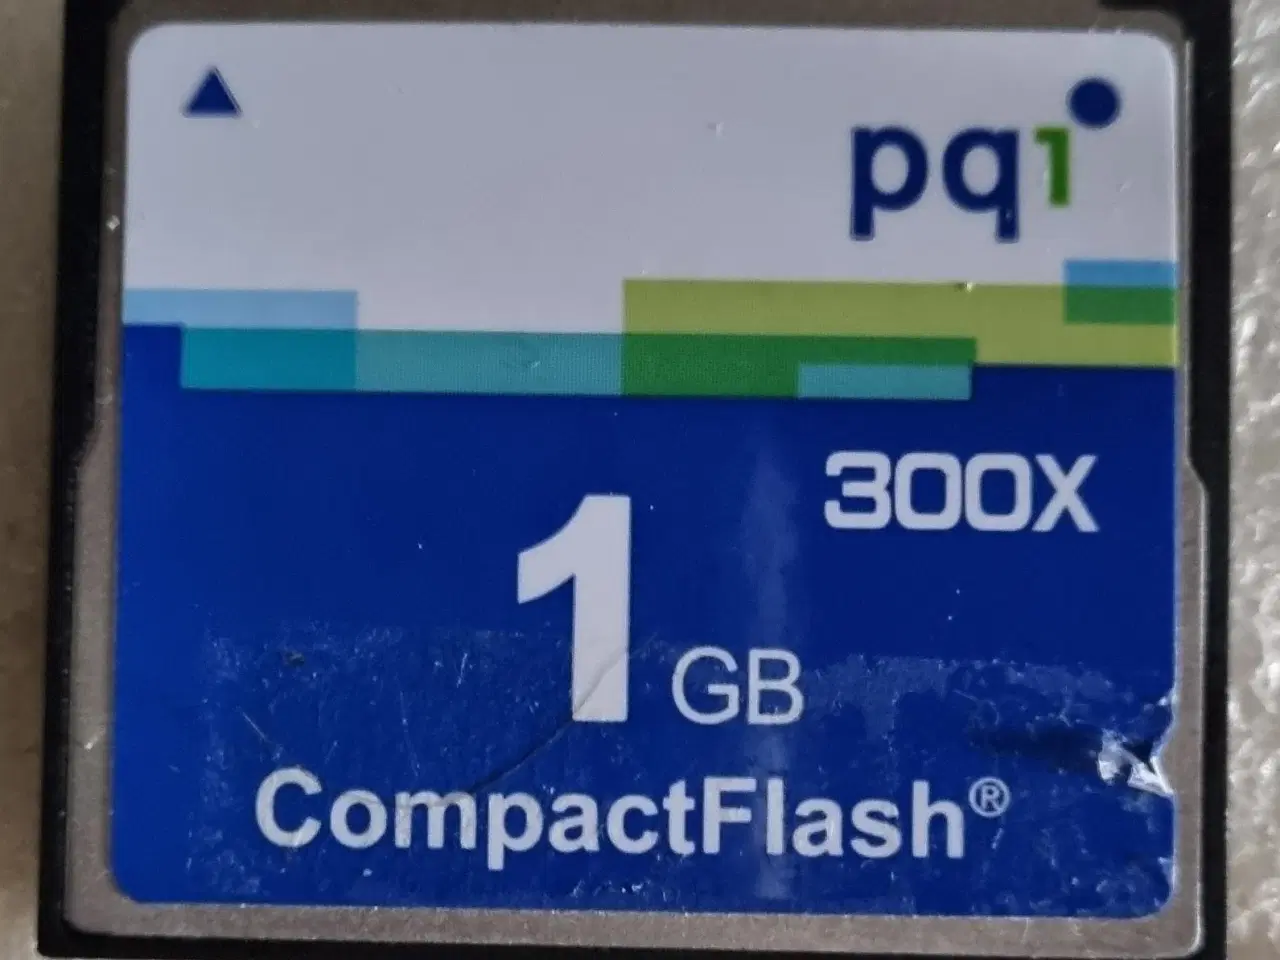 pqi
300X
1 GB
CompactFlash®